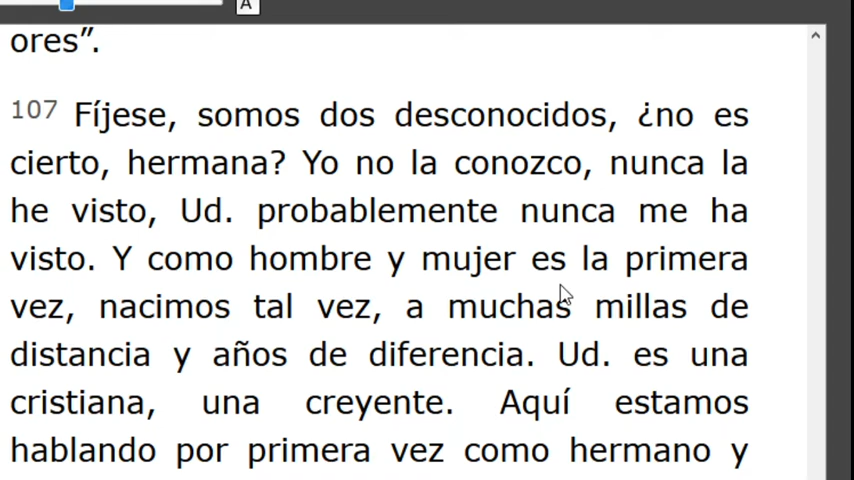 A
ores”.
107 Fíjese, somos dos desconocidos, ¿no es
cierto, hermana? Yo no la conozco, nunca la
he visto, Ud. probablemente nunca me ha
visto. Y como hombre y mujer es la primera
vez, nacimos tal vez, a muchas millas de
distancia y años de diferencia. Ud. es una
cristiana, una creyente. Aquí estamos
hablando por primera vez como hermano y